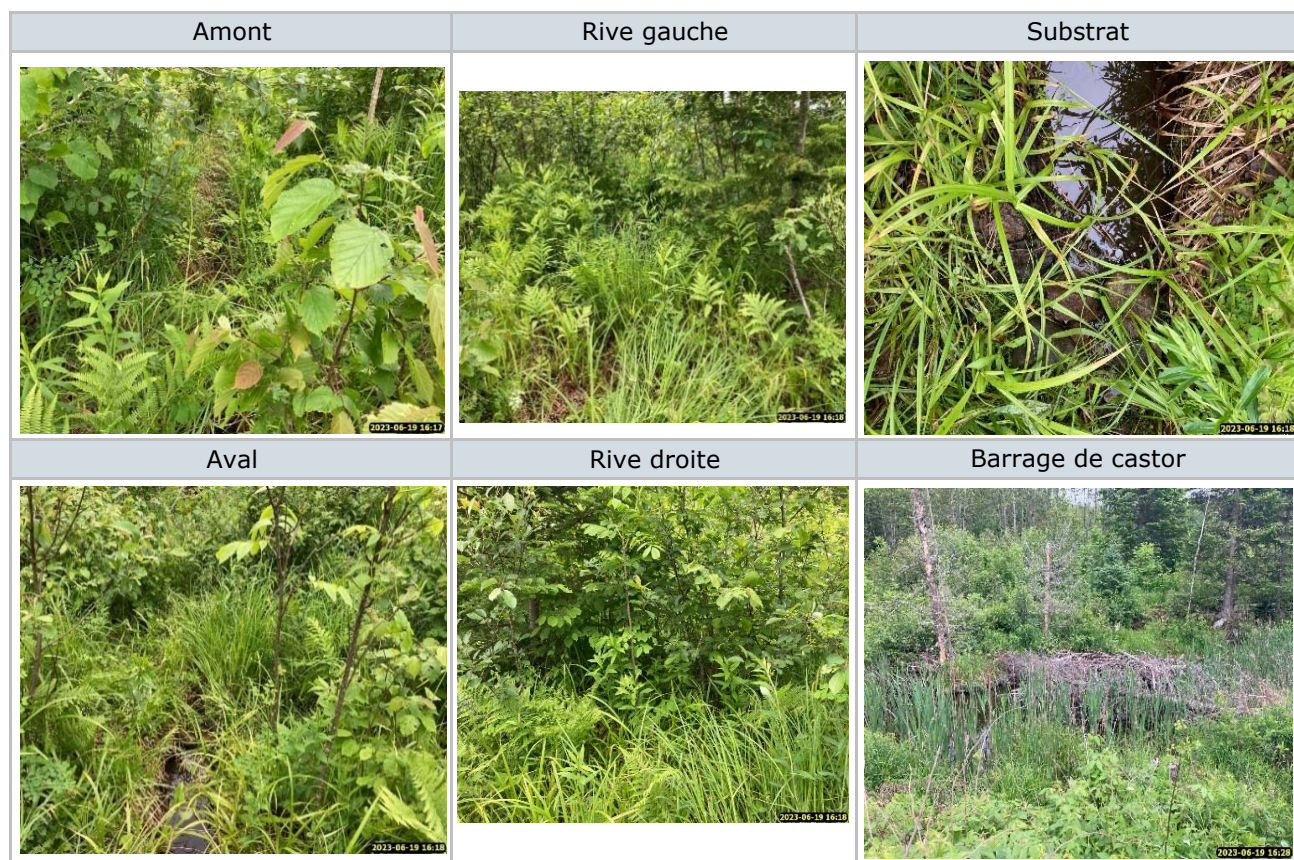 Amont
Rive gauche
Substrat
2023-06-19 16:17
2023-06-19 16:18
2023-06-19 16:18
Aval
Rive droite
Barrage de castor
2023-06-19 16:18
2023-06-19 16:18
2023-06-19 16:28